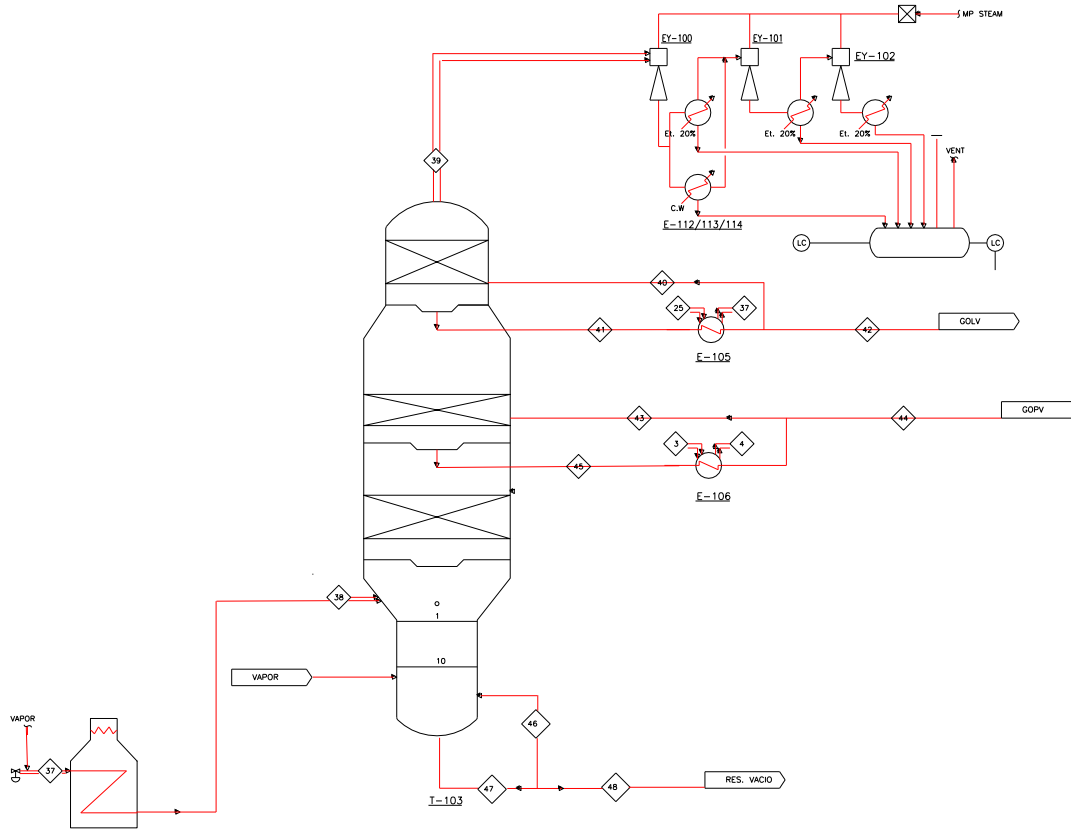 MP STEAM
EY-100
EY-101
EY-102
Et. 20%
Et. 20%
Et. 20%
VENT
39
C.W
E-112/113/114
LC
LC
40
25
37
41
42
GOLV
E-105
43
44
GOPV
3
4
45
E-106
38
1
10
VAPOR
VAPOR
37
46
47
48
RES. VACIO
T-103